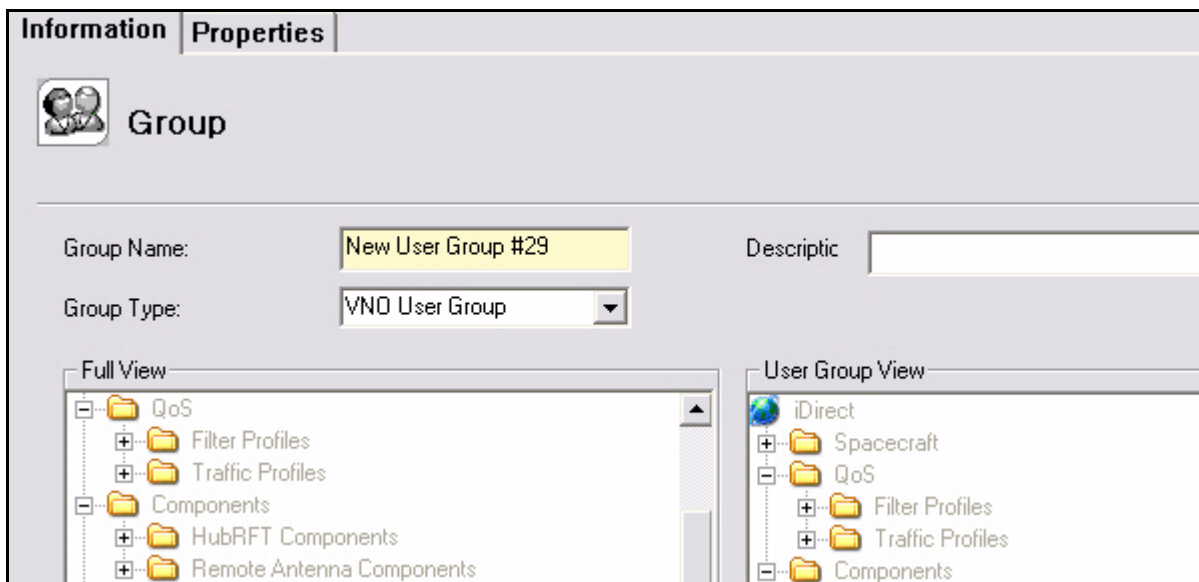 Information Properties
Group
Group Name: New User Group #29 Descriptic
Group Type: VNO User Group
Full View User Group View
QoS iDirect
Filter Profiles Spacecraft
Traffic Profiles QoS
Components Filter Profiles
HubRFT Components Traffic Profiles
Remote Antenna Components Components